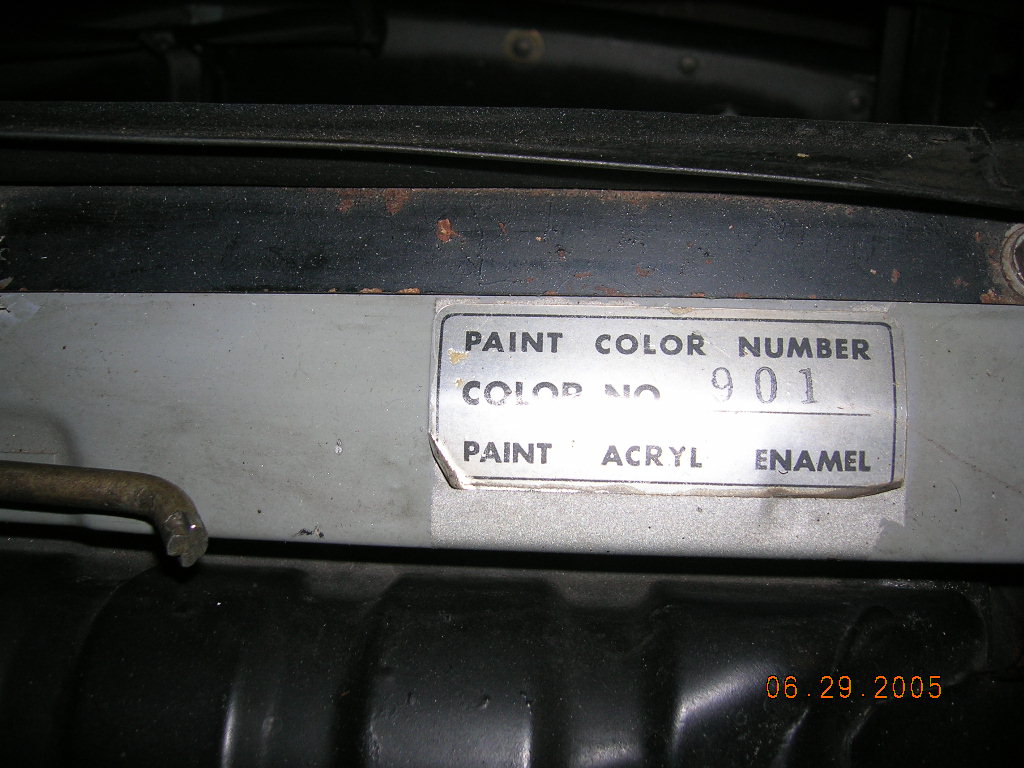 PAINT COLOR NUMBER
COLOR NO 901
PAINT ACRYL ENAMEL
06.29.2005